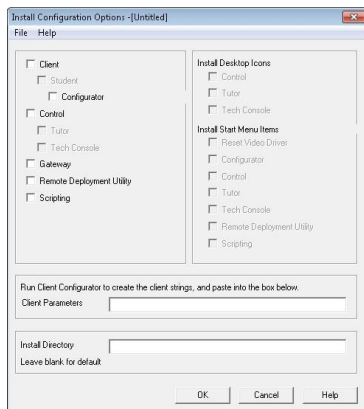 Install Configuration Options -[Untitled]
File Help
Client
Student
Configurator
Control
Tutor
Tech Console
Gateway
Remote Deployment Utility
Scripting
Install Desktop Icons
Control
Tutor
Tech Console
Install Start Menu Items
Reset Video Driver
Configurator
Control
Tutor
Tech Console
Remote Deployment Utility
Scripting
Run Client Configurator to create the client strings, and paste into the box below.
Client Parameters
Install Directory
Leave blank for default
OK Cancel Help